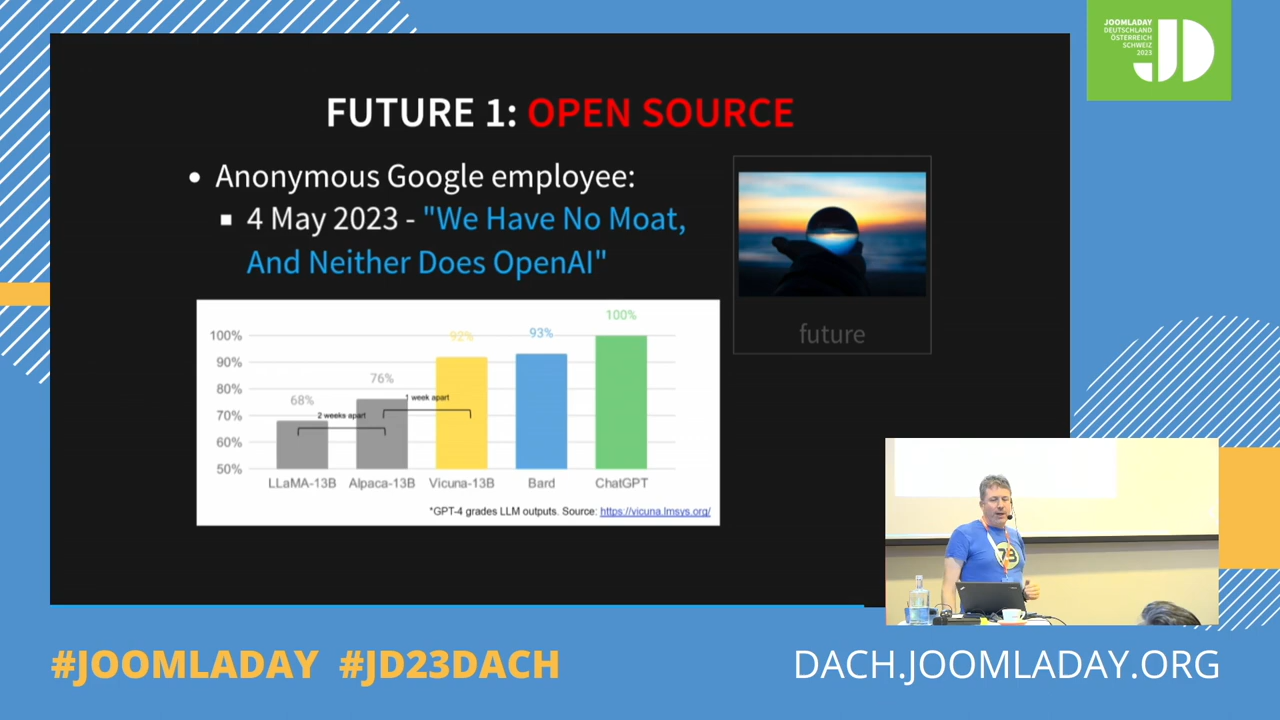 JOOMLADAY
DEUTSCHLAND
ÖSTERREICH
SCHWEIZ
2023
JD
FUTURE 1: OPEN SOURCE
Anonymous Google employee:
4 May 2023 - "We Have No Moat,
And Neither Does OpenAI"
future
100%
90%
80%
70%
60%
50%
68%
76%
92%
93%
100%
2 weeks apart
1 week apart
LLaMA-13B Alpaca-13B Vicuna-13B Bard ChatGPT
*GPT-4 grades LLM outputs. Source: https://vicuna.lmsys.org/
73
#JOOMLADAY #JD23DACH
DACH.JOOMLADAY.ORG